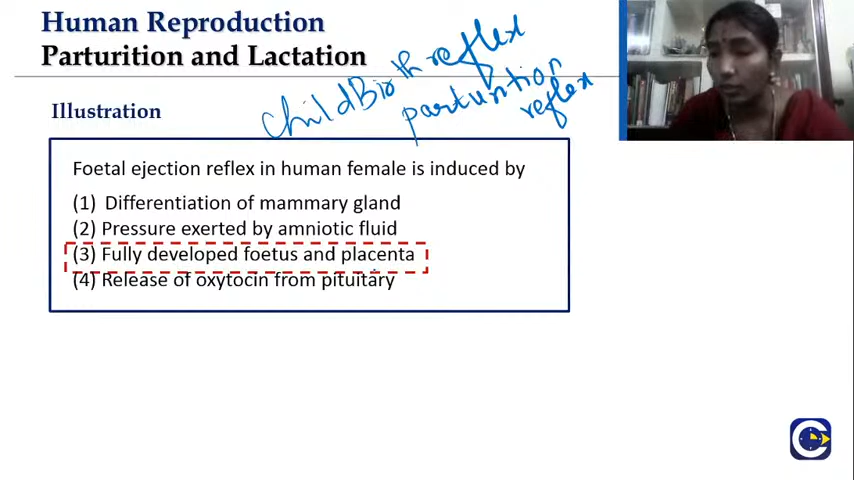 Human Reproduction
Parturition and Lactation
ChildBirth reflex
parturition
reflex
Illustration
Foetal ejection reflex in human female is induced by
(1) Differentiation of mammary gland
(2) Pressure exerted by amniotic fluid
(3) Fully developed foetus and placenta
(4) Release of oxytocin from pituitary